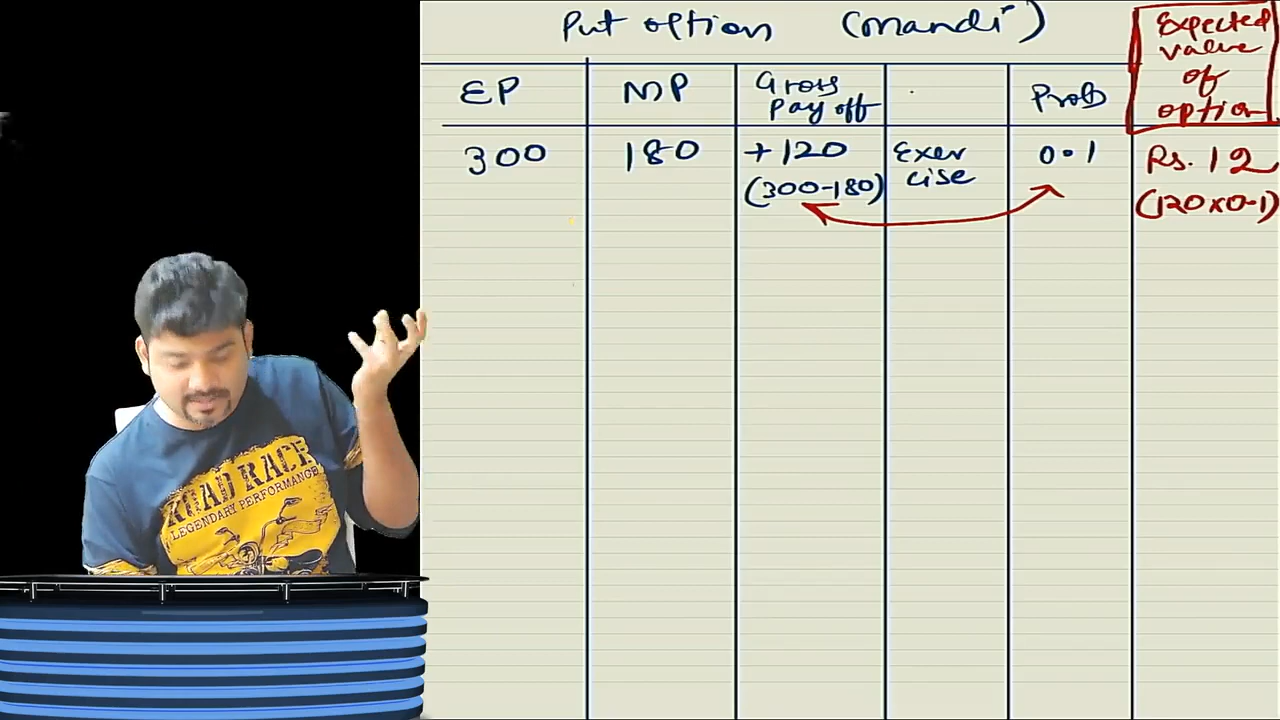 Put option (mandi)
EP
MP
Gross
Pay off
Prob
Expected
value
of
option
300
180
+120
(300-180)
Exer
cise
0.1
Rs. 12
(120x0.1)
ROAD RACE
LEGENDARY PERFORMANCE